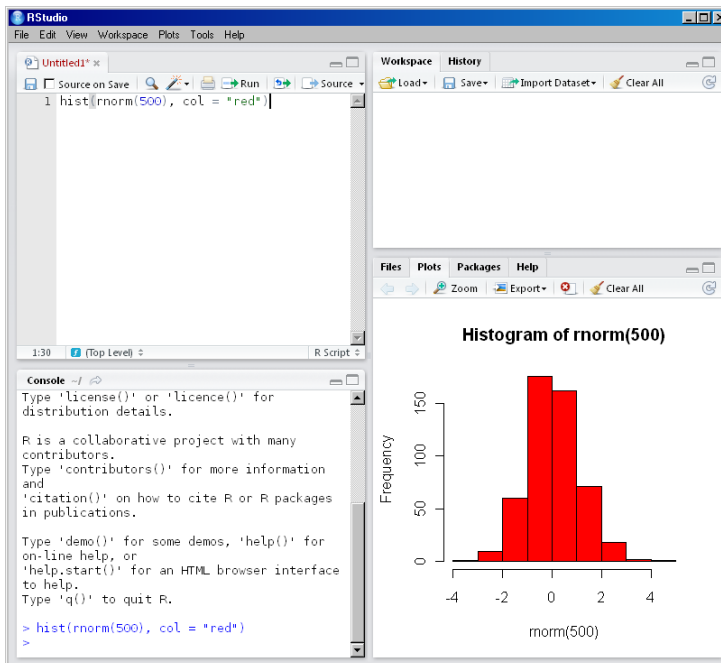 RStudio
File Edit View Workspace Plots Tools Help
Untitled1*
Source on Save Run Source
1 hist(rnorm(500), col = "red")
1:30 (Top Level) R Script
Console ~/
Type 'license()' or 'licence()' for
distribution details.
R is a collaborative project with many
contributors.
Type 'contributors()' for more information
and
'citation()' on how to cite R or R packages
in publications.
Type 'demo()' for some demos, 'help()' for
on-line help, or
'help.start()' for an HTML browser interface
to help.
Type 'q()' to quit R.
> hist(rnorm(500), col = "red")
>
Workspace History
Load Save Import Dataset Clear All
Files Plots Packages Help
Zoom Export Clear All
Histogram of rnorm(500)
Frequency
150
100
50
0
-4 -2 0 2 4
rnorm(500)